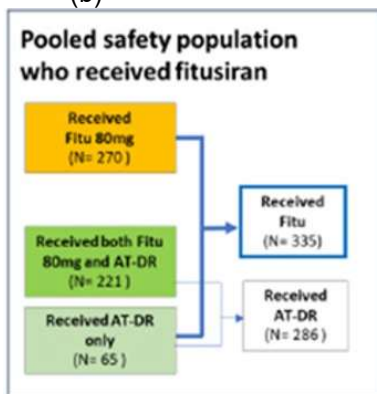 (b)
Pooled safety population
who received fitusiran
Received
Fitu 80mg
(N= 270 )
Received both Fitu
80mg and AT-DR
(N= 221 )
Received AT-DR
only
(N= 65 )
Received
Fitu
(N= 335)
Received
AT-DR
(N= 286 )